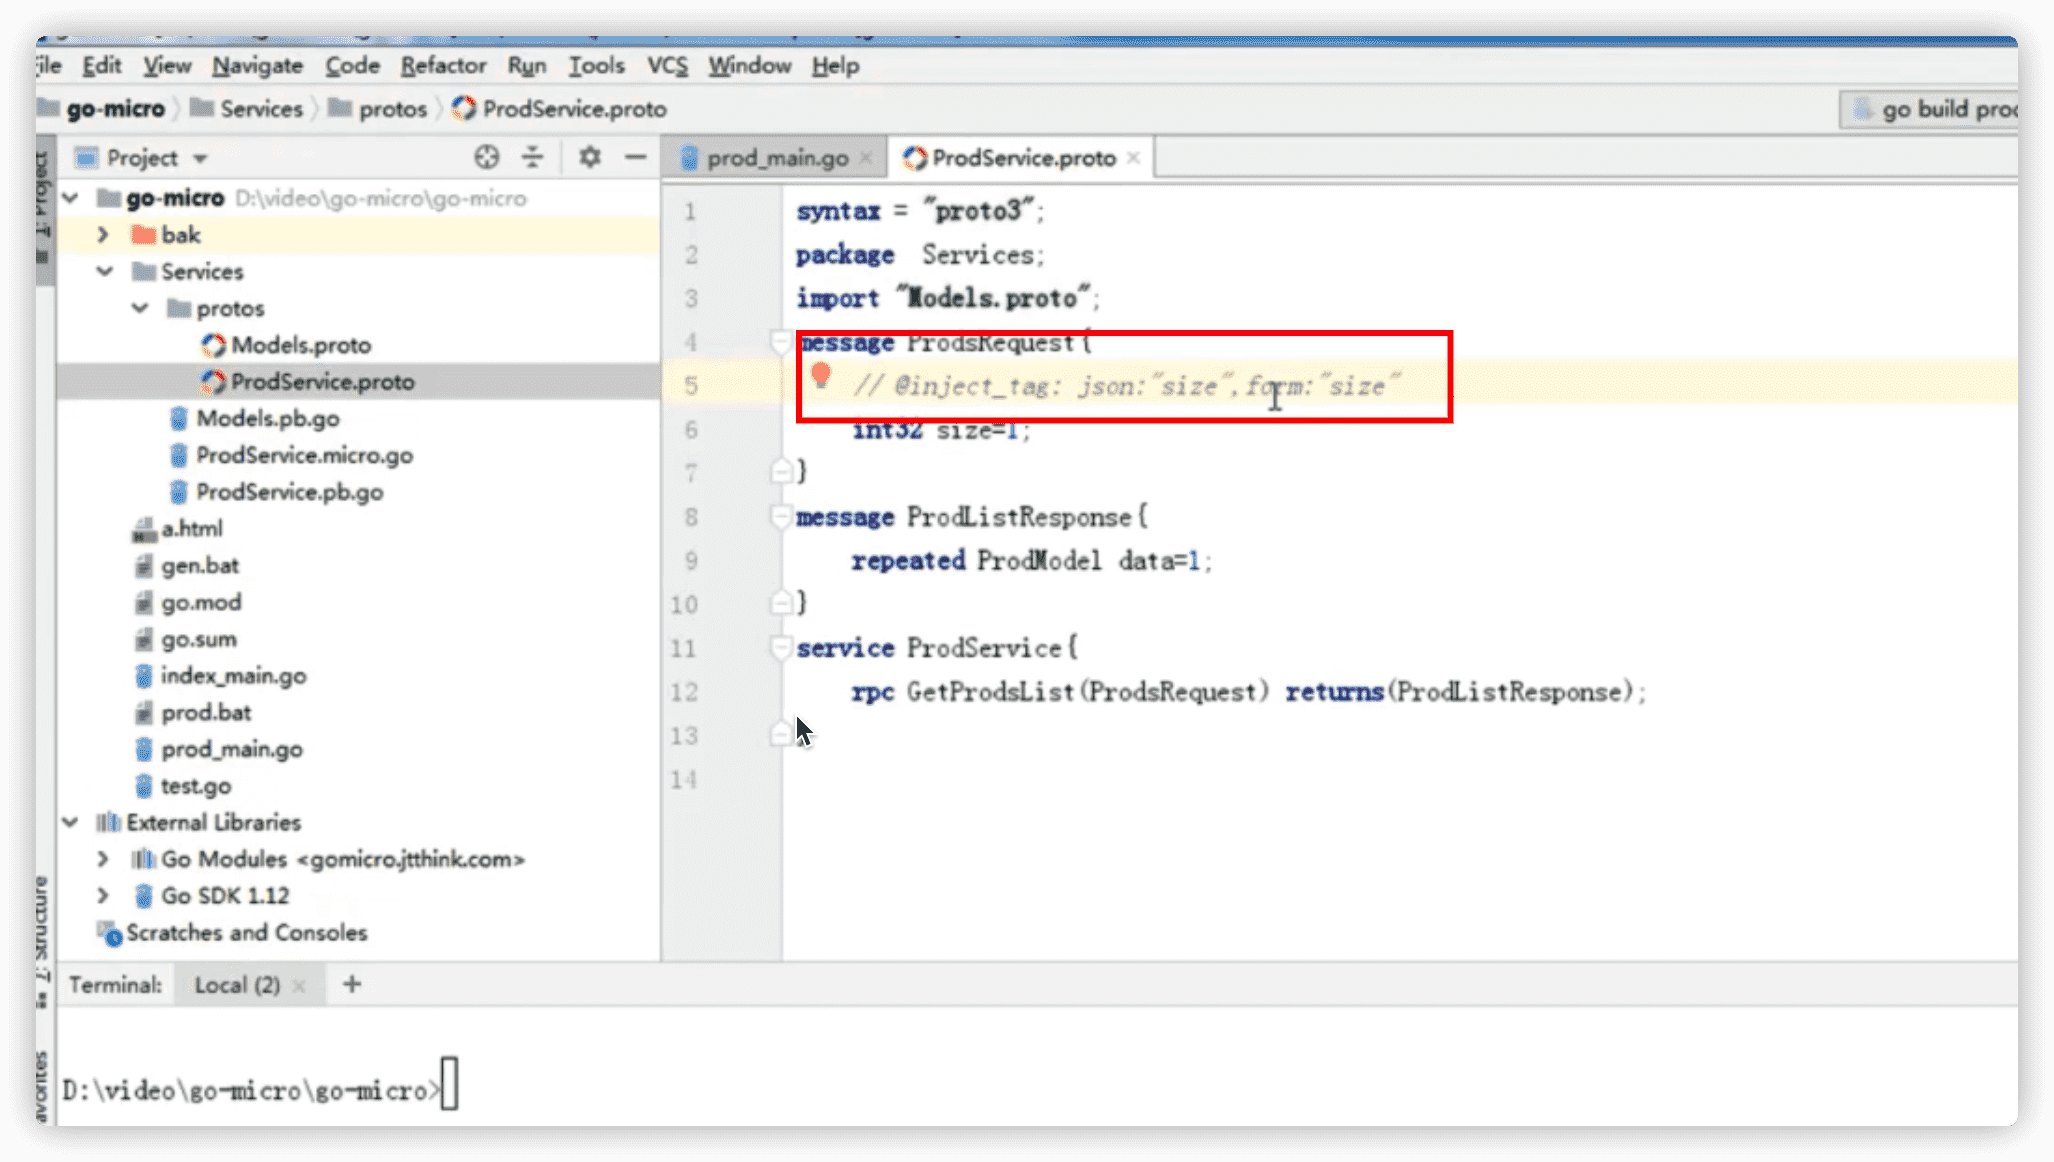 Edit View Navigate Code Refactor Run Tools VCS Window Help
go-micro Services protos ProdService.proto
go build
Project
prod_main.go ProdService.proto
1: Project
go-micro D:\video\go-micro\go-micro
bak
Services
protos
Models.proto
ProdService.proto
Models.pb.go
ProdService.micro.go
ProdService.pb.go
a.html
gen.bat
go.mod
go.sum
index_main.go
prod.bat
prod_main.go
test.go
External Libraries
Go Modules <gomicro.jtthink.com>
Go SDK 1.12
Scratches and Consoles
1 syntax = "proto3";
2 package Services;
3 import "Models.proto";
4 message ProdsRequest{
5 // @inject_tag: json:"size",form:"size"
6 int32 size=1;
7 }
8 message ProdListResponse{
9 repeated ProdModel data=1;
10 }
11 service ProdService{
12 rpc GetProdsList(ProdsRequest) returns(ProdListResponse);
13
14
7: Structure
Terminal: Local (2) +
D:\video\go-micro\go-micro>